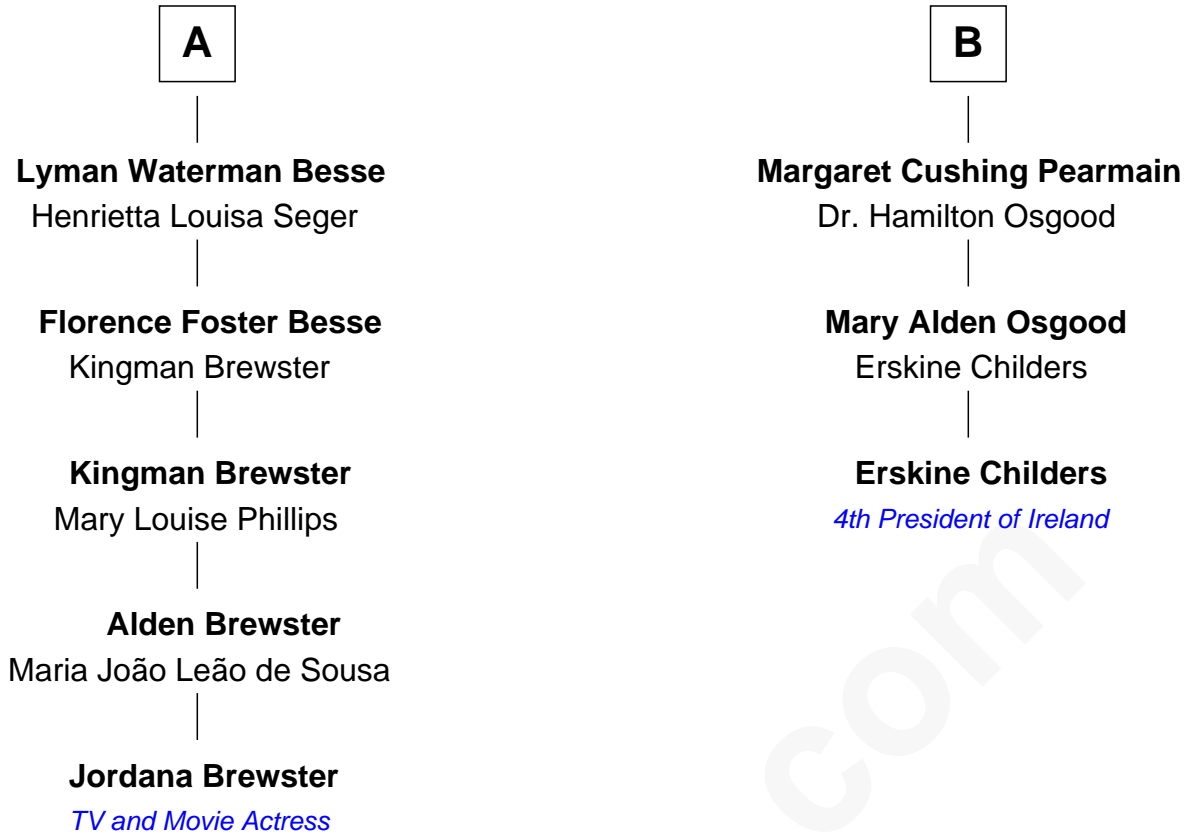 A
Lyman Waterman Besse
Henrietta Louisa Seger
Florence Foster Besse
Kingman Brewster
Kingman Brewster
Mary Louise Phillips
Alden Brewster
Maria João Leão de Sousa
Jordana Brewster
TV and Movie Actress
B
Margaret Cushing Pearmain
Dr. Hamilton Osgood
Mary Alden Osgood
Erskine Childers
Erskine Childers
4th President of Ireland
com